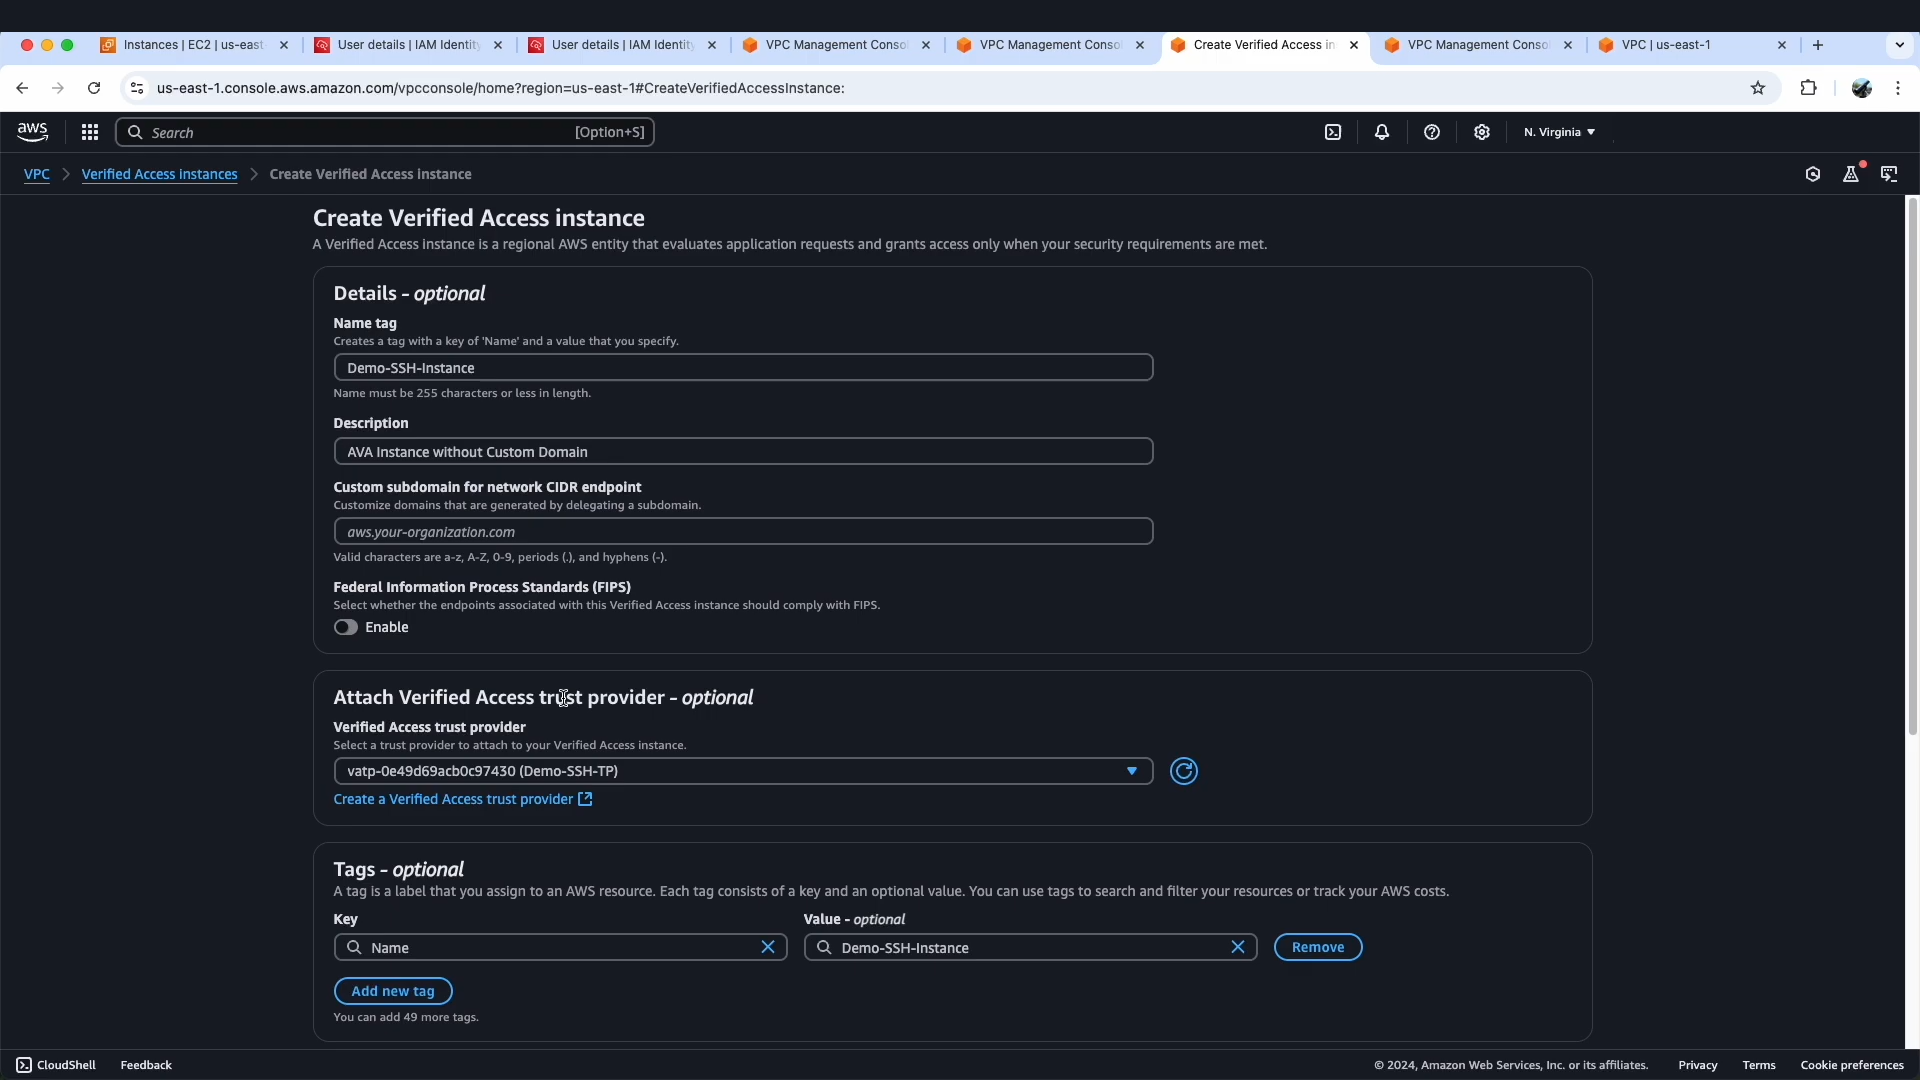 Instances | EC2 | us-east
User details | IAM Identity
User details | IAM Identity
VPC Management Consol
VPC Management Consol
Create Verified Access in
VPC Management Consol
VPC | us-east-1
us-east-1.console.aws.amazon.com/vpcconsole/home?region=us-east-1#CreateVerifiedAccessInstance:
aws
Search
[Option+S]
N. Virginia
VPC
Verified Access instances
Create Verified Access instance
Create Verified Access instance
A Verified Access instance is a regional AWS entity that evaluates application requests and grants access only when your security requirements are met.
Details - optional
Name tag
Creates a tag with a key of 'Name' and a value that you specify.
Demo-SSH-Instance
Name must be 255 characters or less in length.
Description
AVA Instance without Custom Domain
Custom subdomain for network CIDR endpoint
Customize domains that are generated by delegating a subdomain.
aws.your-organization.com
Valid characters are a-z, A-Z, 0-9, periods (.), and hyphens (-).
Federal Information Process Standards (FIPS)
Select whether the endpoints associated with this Verified Access instance should comply with FIPS.
Enable
Attach Verified Access trust provider - optional
Verified Access trust provider
Select a trust provider to attach to your Verified Access instance.
vatp-0e49d69acb0c97430 (Demo-SSH-TP)
Create a Verified Access trust provider
Tags - optional
A tag is a label that you assign to an AWS resource. Each tag consists of a key and an optional value. You can use tags to search and filter your resources or track your AWS costs.
Key
Value - optional
Name
Demo-SSH-Instance
Remove
Add new tag
You can add 49 more tags.
CloudShell
Feedback
© 2024, Amazon Web Services, Inc. or its affiliates.
Privacy
Terms
Cookie preferences